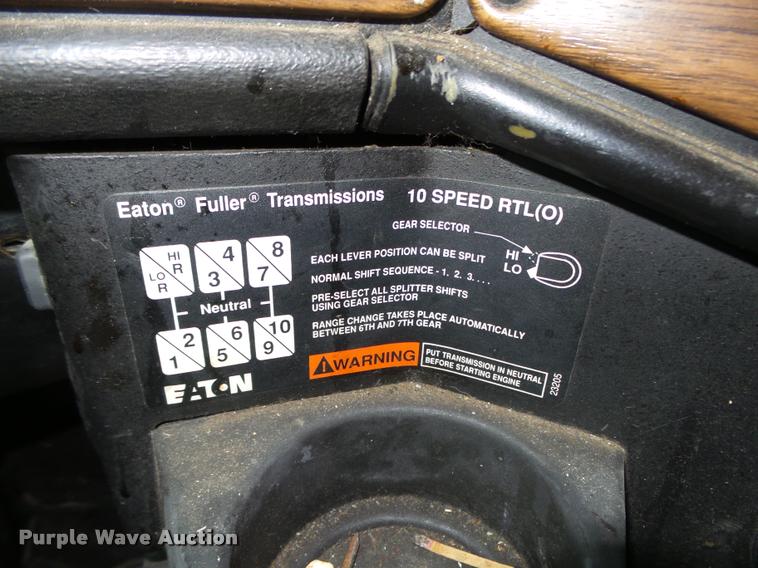 Eaton® Fuller® Transmissions 10 SPEED RTL(O)
GEAR SELECTOR
HI
LO
EACH LEVER POSITION CAN BE SPLIT
NORMAL SHIFT SEQUENCE - 1. 2. 3. . . .
PRE-SELECT ALL SPLITTER SHIFTS
USING GEAR SELECTOR
RANGE CHANGE TAKES PLACE AUTOMATICALLY
BETWEEN 6TH AND 7TH GEAR
HI R 4 8
LO R 3 7
Neutral
2 6 10
1 5 9
EATON
WARNING
PUT TRANSMISSION IN NEUTRAL
BEFORE STARTING ENGINE
23205
Purple Wave Auction